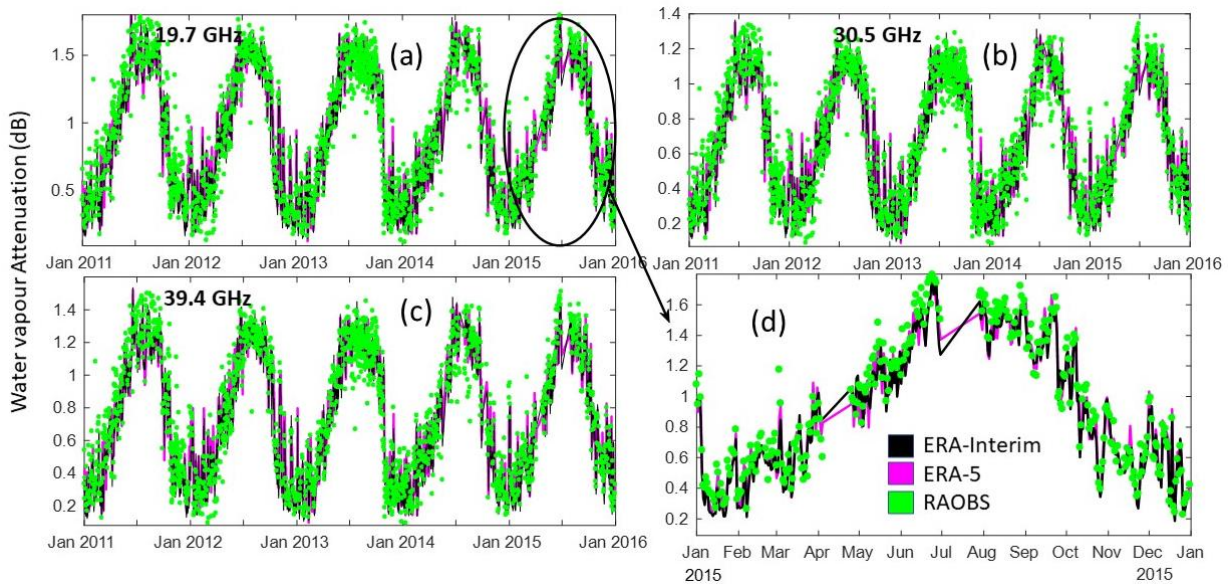 Water vapour Attenuation (dB)
19.7 GHz
(a)
1.5
1
0.5
Jan 2011 Jan 2012 Jan 2013 Jan 2014 Jan 2015 Jan 2016
30.5 GHz
(b)
1.4
1.2
1
0.8
0.6
0.4
0.2
Jan 2011 Jan 2012 Jan 2013 Jan 2014 Jan 2015 Jan 2016
39.4 GHz
(c)
1.4
1.2
1
0.8
0.6
0.4
0.2
Jan 2011 Jan 2012 Jan 2013 Jan 2014 Jan 2015 Jan 2016
(d)
1.6
1.4
1.2
1
0.8
0.6
0.4
0.2
ERA-Interim
ERA-5
RAOBS
Jan Feb Mar Apr May Jun Jul Aug Sep Oct Nov Dec Jan
2015 2015